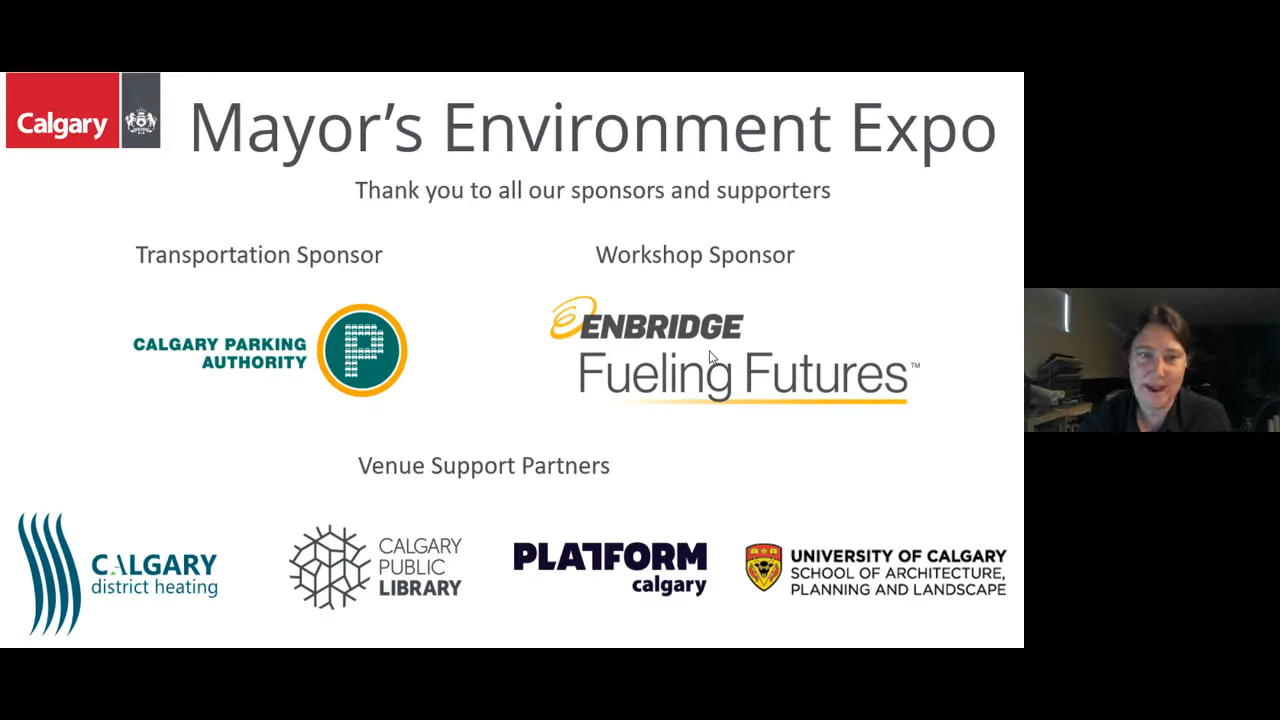 Calgary
Mayor's Environment Expo
Thank you to all our sponsors and supporters
Transportation Sponsor
Workshop Sponsor
CALGARY PARKING
AUTHORITY
P
ENBRIDGE
Fueling Futures™
Venue Support Partners
CALGARY
district heating
CALGARY
PUBLIC
LIBRARY
PLATFORM
calgary
UNIVERSITY OF CALGARY
SCHOOL OF ARCHITECTURE,
PLANNING AND LANDSCAPE